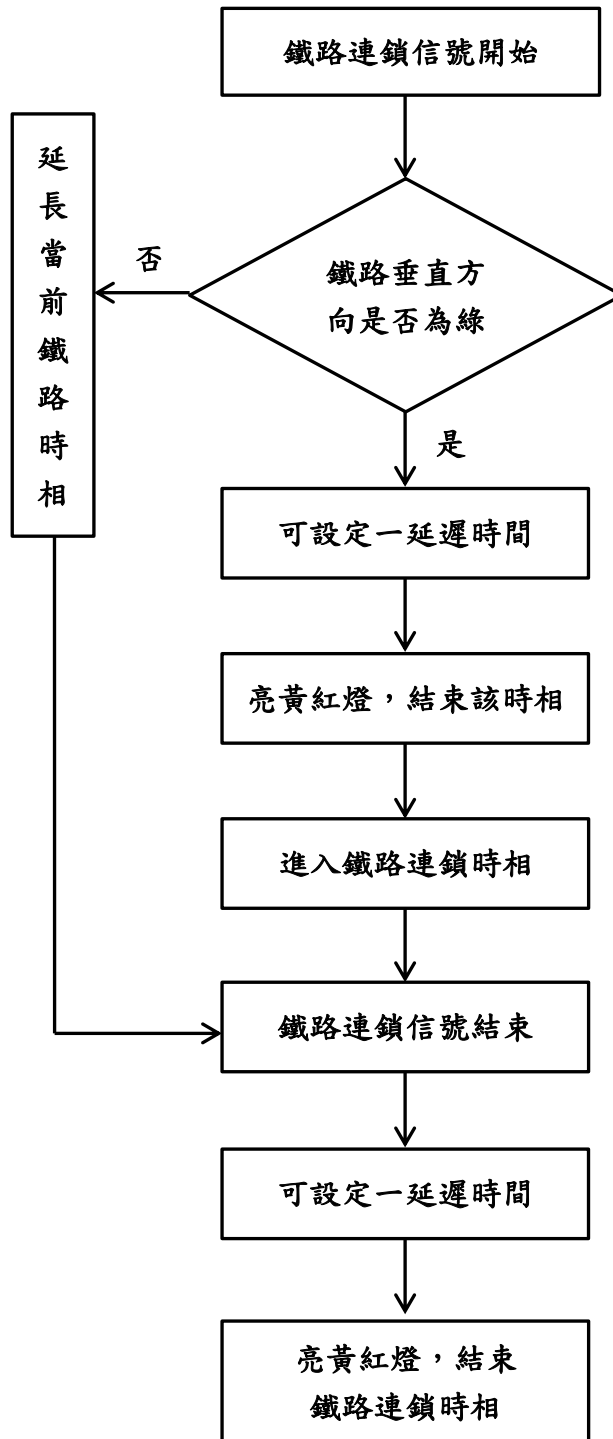 鐵路連鎖信號開始
鐵路垂直方
向是否為綠
否
延長當前鐵路時相
是
可設定一延遲時間
亮黃紅燈，結束該時相
進入鐵路連鎖時相
鐵路連鎖信號結束
可設定一延遲時間
亮黃紅燈，結束
鐵路連鎖時相